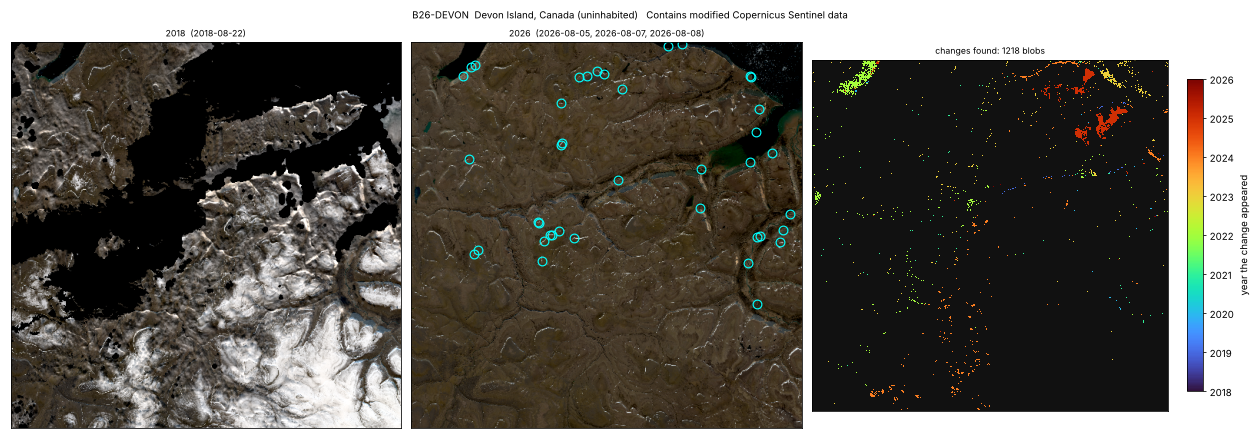 B26-DEVON  Devon Island, Canada (uninhabited)   Contains modified Copernicus Sentinel data
2018  (2018-08-22)
2026  (2026-08-05, 2026-08-07, 2026-08-08)
changes found: 1218 blobs
2026
2025
2024
2023
2022
2021
2020
2019
2018
year the change appeared